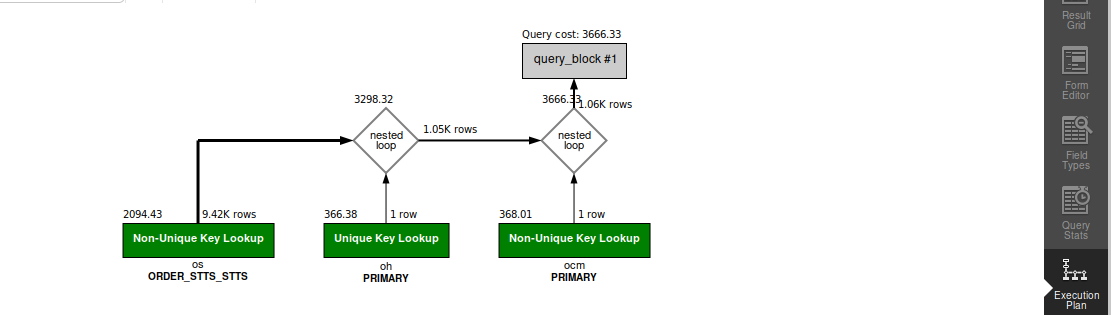 Query cost: 3666.33
query_block #1
3298.32
3666.33
1.06K rows
nested
loop
1.05K rows
nested
loop
2094.43
9.42K rows
366.38
1 row
368.01
1 row
Non-Unique Key Lookup
Unique Key Lookup
Non-Unique Key Lookup
os
ORDER_STTS_STTS
oh
PRIMARY
ocm
PRIMARY
Result
Grid
Form
Editor
Field
Types
Query
Stats
Execution
Plan